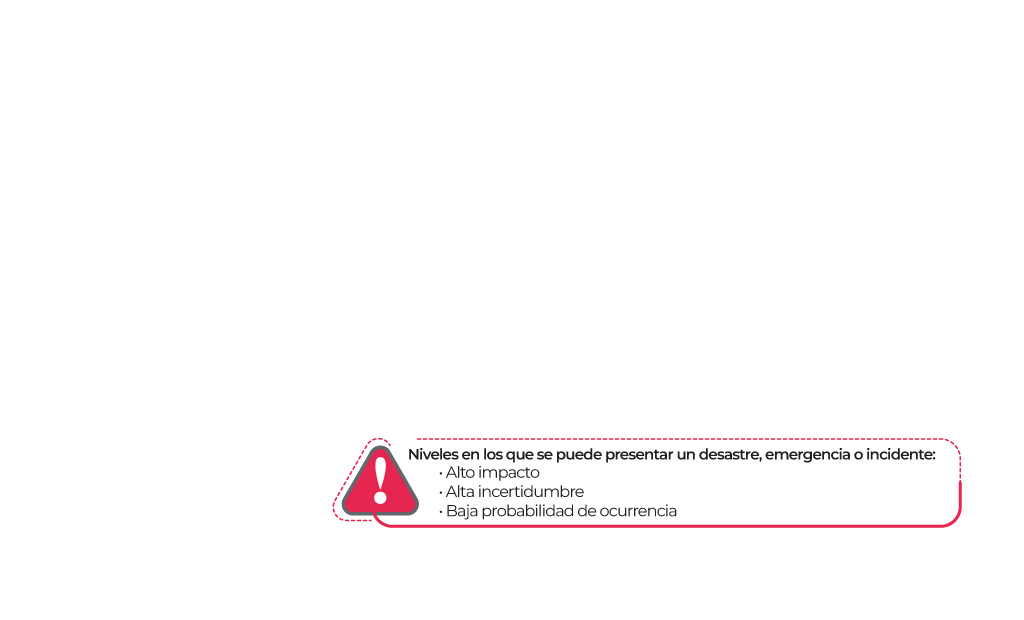 Niveles en los que se puede presentar un desastre, emergencia o incidente:
· Alto impacto
· Alta incertidumbre
· Baja probabilidad de ocurrencia